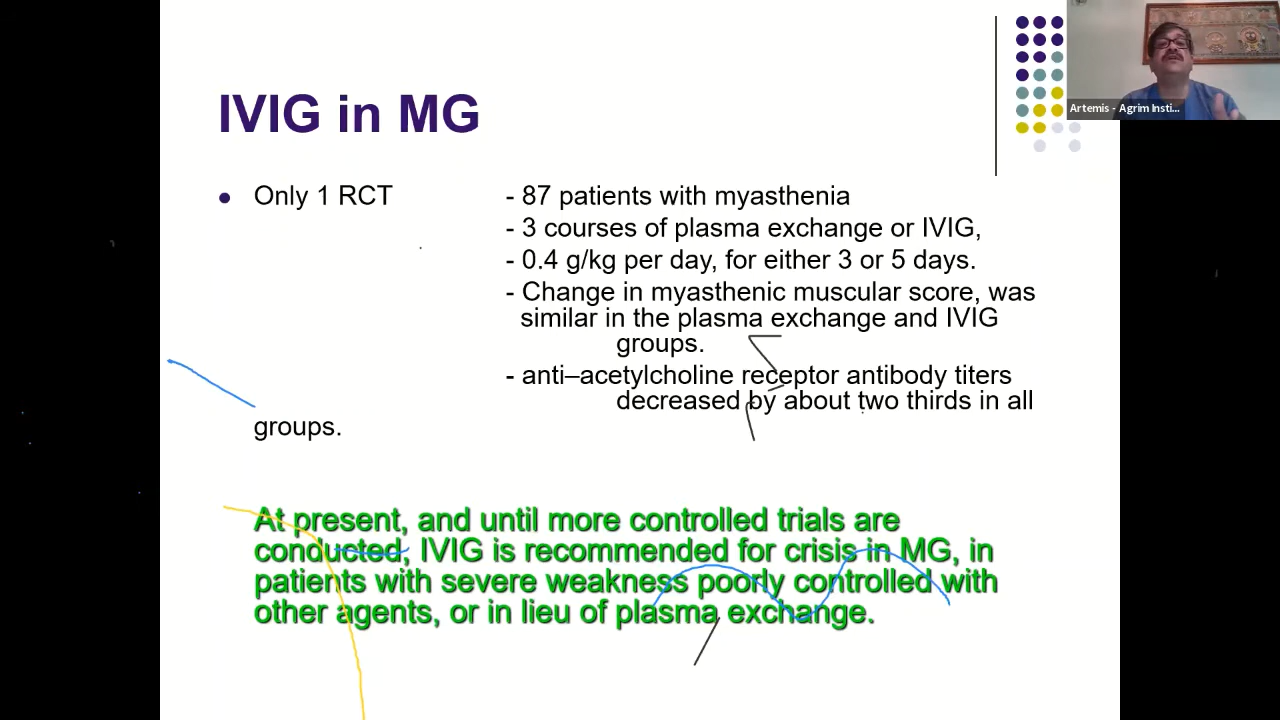 Artemis - Agrim Insti...
IVIG in MG
Only 1 RCT - 87 patients with myasthenia
- 3 courses of plasma exchange or IVIG,
- 0.4 g/kg per day, for either 3 or 5 days.
- Change in myasthenic muscular score, was
similar in the plasma exchange and IVIG
groups.
- anti–acetylcholine receptor antibody titers
decreased by about two thirds in all
groups.
At present, and until more controlled trials are
conducted, IVIG is recommended for crisis in MG, in
patients with severe weakness poorly controlled with
other agents, or in lieu of plasma exchange.